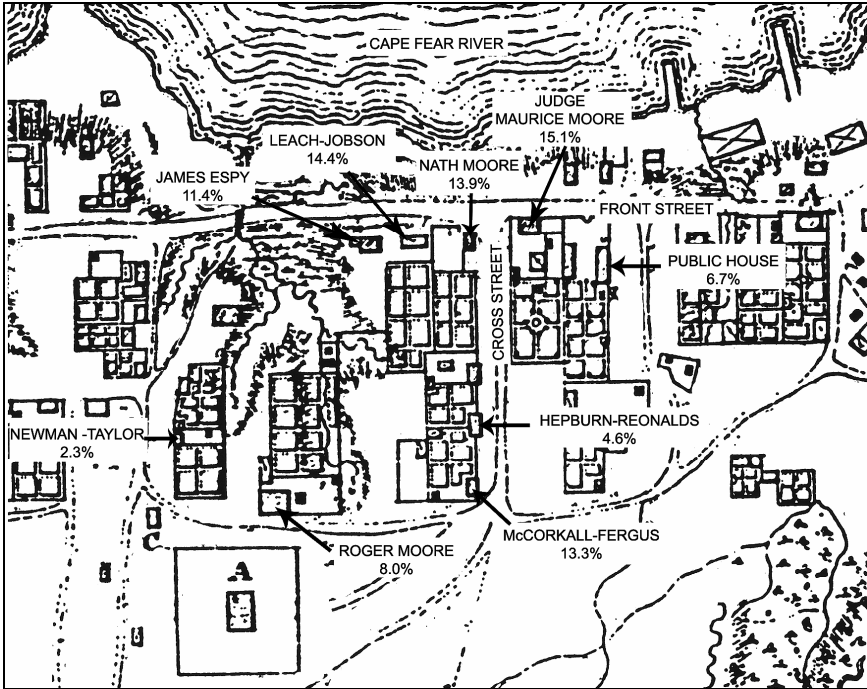 CAPE FEAR RIVER
JUDGE
MAURICE MOORE
15.1%
LEACH-JOBSON
14.4%
NATH MOORE
13.9%
JAMES ESPY
11.4%
FRONT STREET
PUBLIC HOUSE
6.7%
CROSS STREET
HEPBURN-REONALDS
4.6%
NEWMAN -TAYLOR
2.3%
McCORKALL-FERGUS
13.3%
ROGER MOORE
8.0%
A